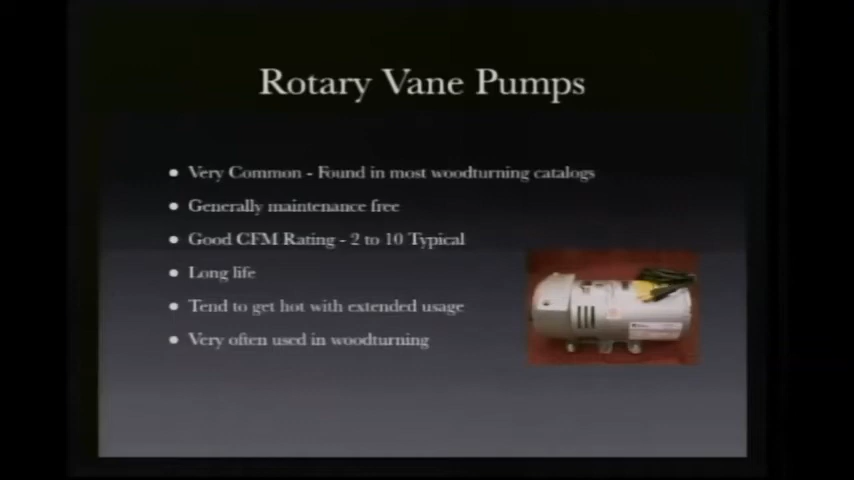 Rotary Vane Pumps
• Very Common - Found in most woodturning catalogs
• Generally maintenance free
• Good CFM Rating - 2 to 10 Typical
• Long life
• Tend to get hot with extended usage
• Very often used in woodturning